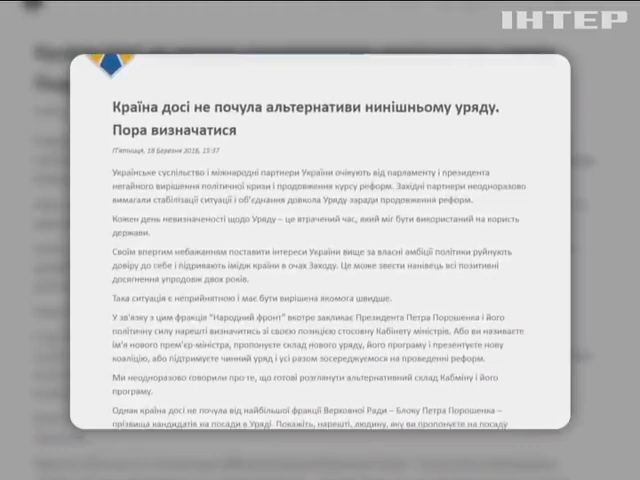 ІНТЕР
Країна досі не почула альтернативи нинішньому уряду.
Пора визначатися
П'ятниця, 18 Березня 2016, 13:37
Українське суспільство і міжнародні партнери України очікують від парламенту і президента
негайного вирішення політичної кризи і продовження курсу реформ. Західні партнери неодноразово
вимагали стабілізації ситуації і об'єднання довкола Уряду заради продовження реформ.
Кожен день невизначеності щодо Уряду – це втрачений час, який міг бути використаний на користь
держави.
Своїм впертим небажанням поставити інтереси України вище за власні амбіції політики руйнують
довіру до себе і підривають імідж країни в очах Заходу. Це може звести нанівець всі позитивні
досягнення упродовж двох років.
Така ситуація є неприйнятною і має бути вирішена якомога швидше.
У зв'язку з цим фракція "Народний фронт" вкотре закликає Президента Петра Порошенка і його
політичну силу нарешті визначитись зі своєю позицією стосовну Кабінету міністрів. Або ви називаєте
ім'я нового прем'єр-міністра, пропонуєте склад нового уряду, його програму і презентуєте нову
коаліцію, або підтримуєте чинний уряд і усі разом зосереджуємося на проведенні реформ.
Ми неодноразово говорили про те, що готові розглянути альтернативний склад Кабміну і його
програму.
Однак країна досі не почула від найбільшої фракції Верховної Ради – Блоку Петра Порошенка –
прізвища кандидатів на посади в Уряді. Покажіть, нарешті, людину, яку ви пропонуєте на посаду